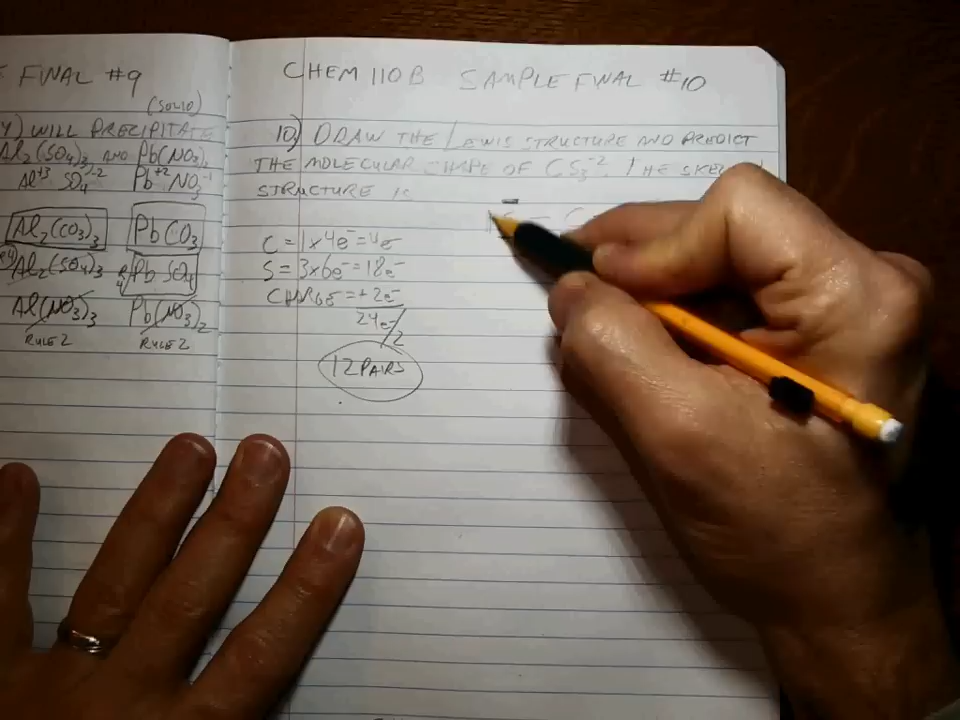 FINAL #9
(SOLID)
WILL PRECIPITATE
Al2(SO4)3 AND Pb(NO3)2
Al+3 SO4-2 Pb+2 NO3-1
Al2(CO3)3 PbCO3
Al2(SO4)3 PbSO4
Al(NO3)3 Pb(NO3)2
RULE 2 RULE 2
CHEM 110B SAMPLE FINAL #10
10) DRAW THE LEWIS STRUCTURE AND PREDICT
THE MOLECULAR SHAPE OF CS3-2. THE
STRUCTURE IS
C = 1x4e- = 4e-
S = 3x6e- = 18e-
CHARGE = +2e-
24e-/2
12 PAIRS